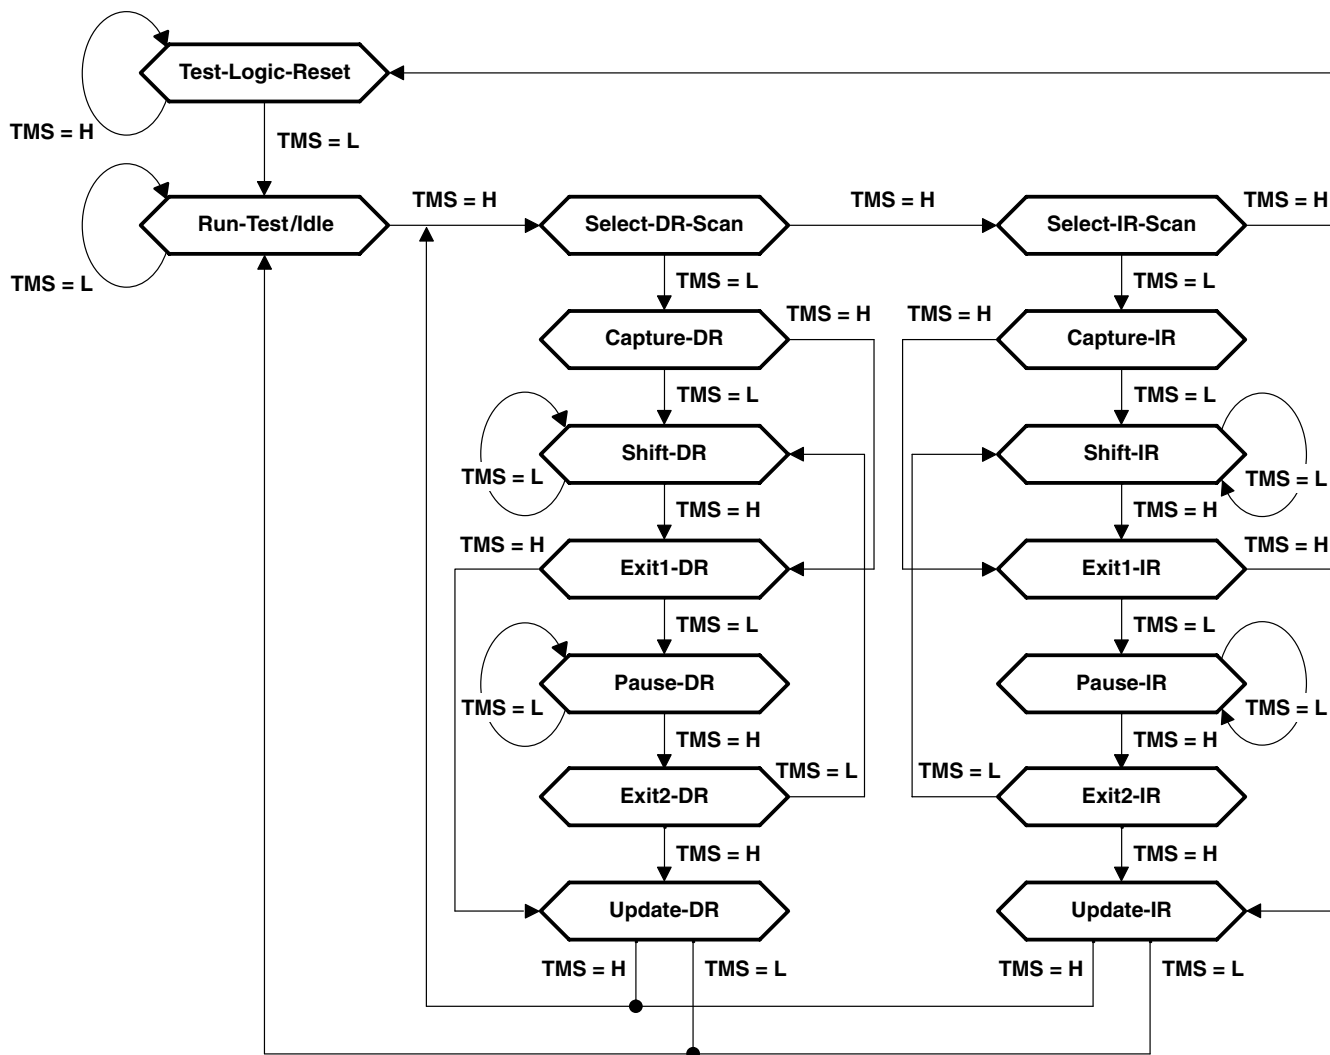 Test-Logic-Reset
TMS = H
TMS = L
TMS = H
TMS = H
TMS = H
Run-Test/Idle
Select-DR-Scan
Select-IR-Scan
TMS = L
TMS = L
TMS = L
TMS = H
TMS = H
Capture-DR
Capture-IR
TMS = L
TMS = L
Shift-DR
Shift-IR
TMS = L
TMS = L
TMS = H
TMS = H
TMS = H
TMS = H
Exit1-DR
Exit1-IR
TMS = L
TMS = L
Pause-DR
Pause-IR
TMS = L
TMS = L
TMS = H
TMS = H
TMS = L
TMS = L
Exit2-DR
Exit2-IR
TMS = H
TMS = H
Update-DR
Update-IR
TMS = H
TMS = L
TMS = H
TMS = L